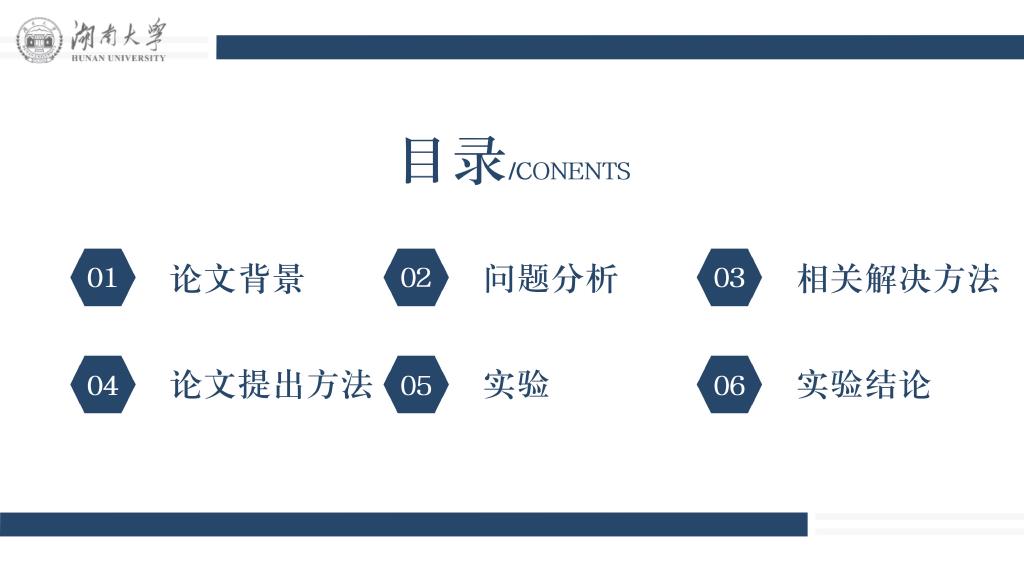 湖南大学
HUNAN UNIVERSITY
目录/CONENTS
01 论文背景
02 问题分析
03 相关解决方法
04 论文提出方法
05 实验
06 实验结论